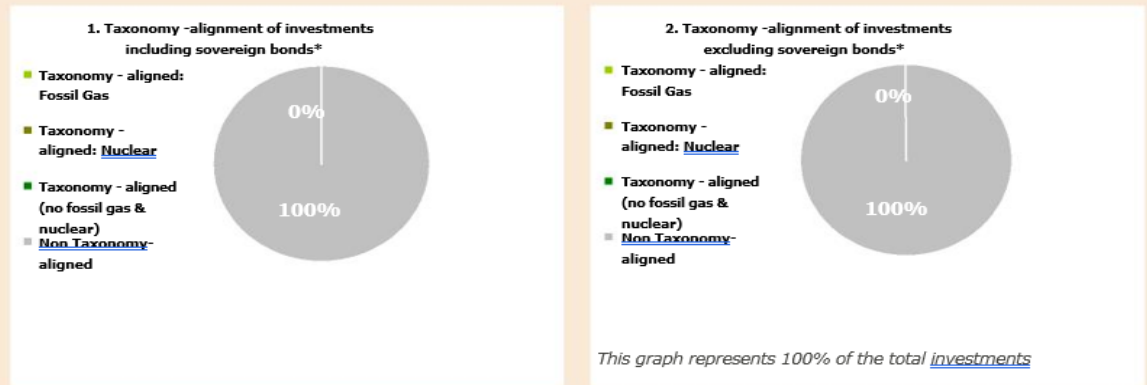 1. Taxonomy -alignment of investments
including sovereign bonds*
Taxonomy - aligned:
Fossil Gas
Taxonomy -
aligned: Nuclear
Taxonomy - aligned
(no fossil gas &
nuclear)
Non Taxonomy-
aligned
0%
100%
2. Taxonomy -alignment of investments
excluding sovereign bonds*
Taxonomy - aligned:
Fossil Gas
Taxonomy -
aligned: Nuclear
Taxonomy - aligned
(no fossil gas &
nuclear)
Non Taxonomy-
aligned
0%
100%
This graph represents 100% of the total investments